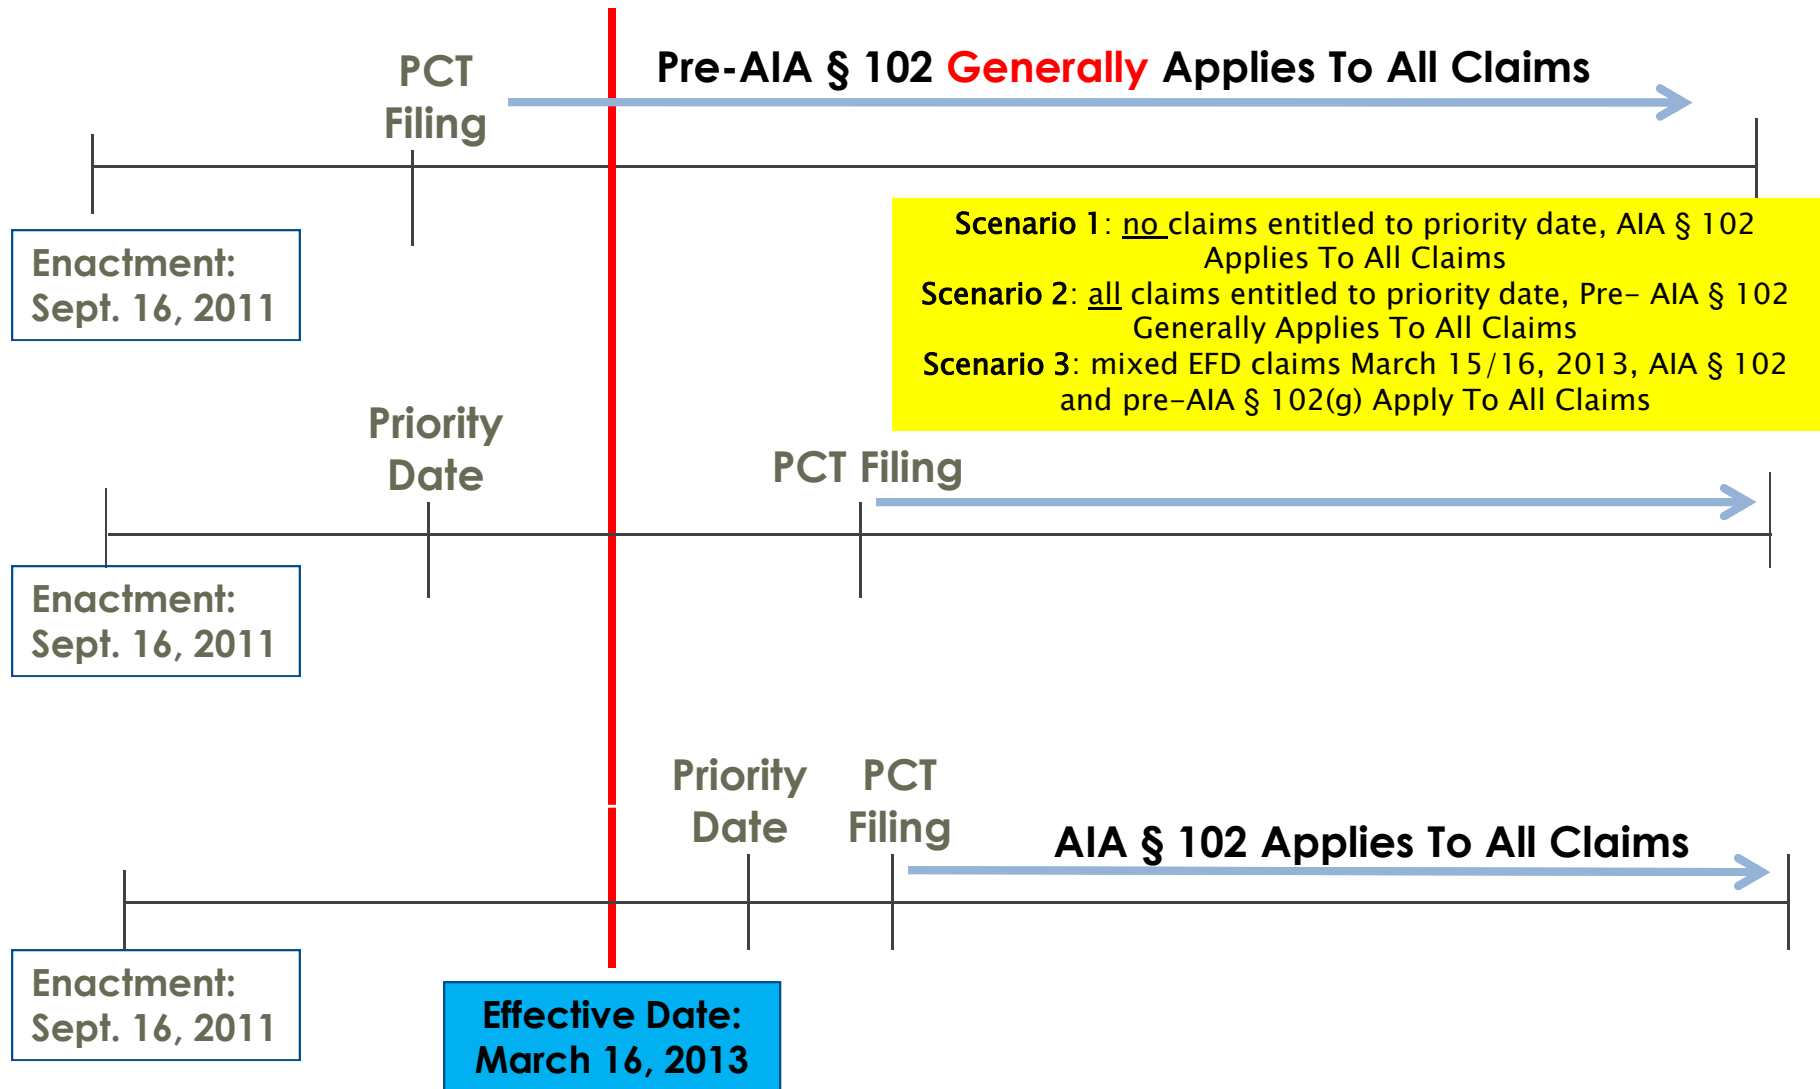 PCT
Filing
Pre-AIA § 102 Generally Applies To All Claims
Enactment:
Sept. 16, 2011
Scenario 1: no claims entitled to priority date, AIA § 102
Applies To All Claims
Scenario 2: all claims entitled to priority date, Pre- AIA § 102
Generally Applies To All Claims
Scenario 3: mixed EFD claims March 15/16, 2013, AIA § 102
and pre-AIA § 102(g) Apply To All Claims
Priority
Date
PCT Filing
Enactment:
Sept. 16, 2011
Priority
Date
PCT
Filing
AIA § 102 Applies To All Claims
Enactment:
Sept. 16, 2011
Effective Date:
March 16, 2013